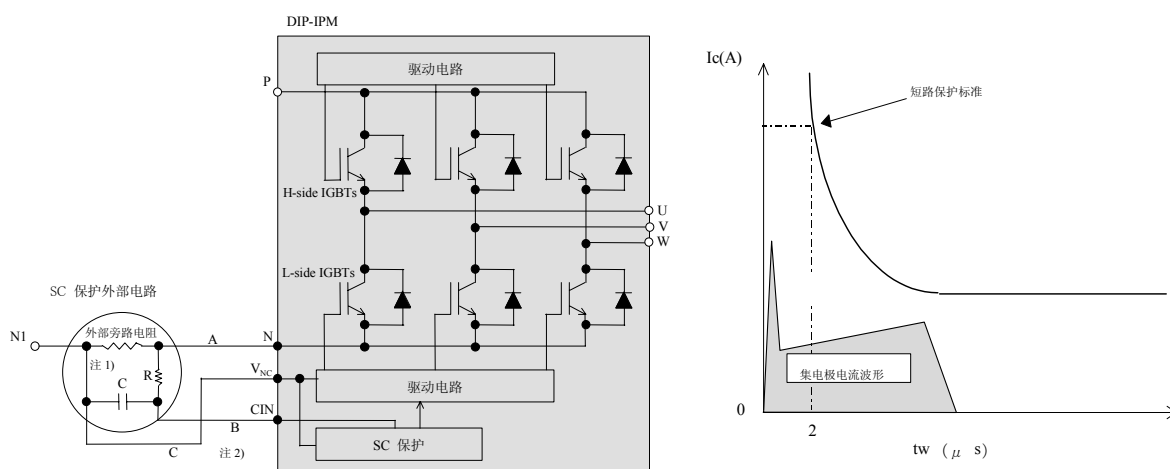 DIP-IPM
驱动电路
P
H-side IGBTs
U
V
W
L-side IGBTs
SC 保护外部电路
外部旁路电阻
N1
A
N
注 1)
R
C
VNC
驱动电路
CIN
B
C
注 2)
SC 保护
Ic(A)
短路保护标准
集电极电流波形
0
2
tw （μ s)